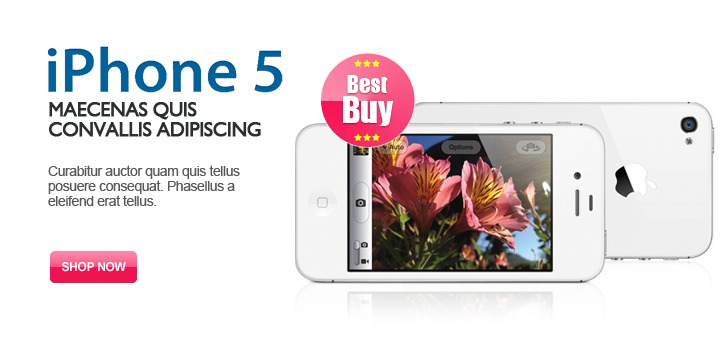 iPhone 5
MAECENAS QUIS
CONVALLIS ADIPISCING
Curabitur auctor quam quis tellus
posuere consequat. Phasellus a
eleifend erat tellus.
SHOP NOW
Best
Buy
Auto
Options